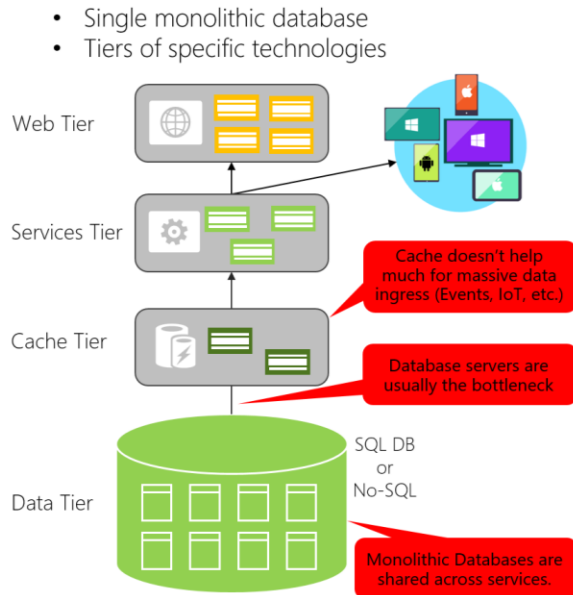 • Single monolithic database
• Tiers of specific technologies
Web Tier
Services Tier
Cache doesn't help
much for massive data
ingress (Events, IoT, etc.)
Cache Tier
Database servers are
usually the bottleneck
SQL DB
or
No-SQL
Data Tier
Monolithic Databases are
shared across services.